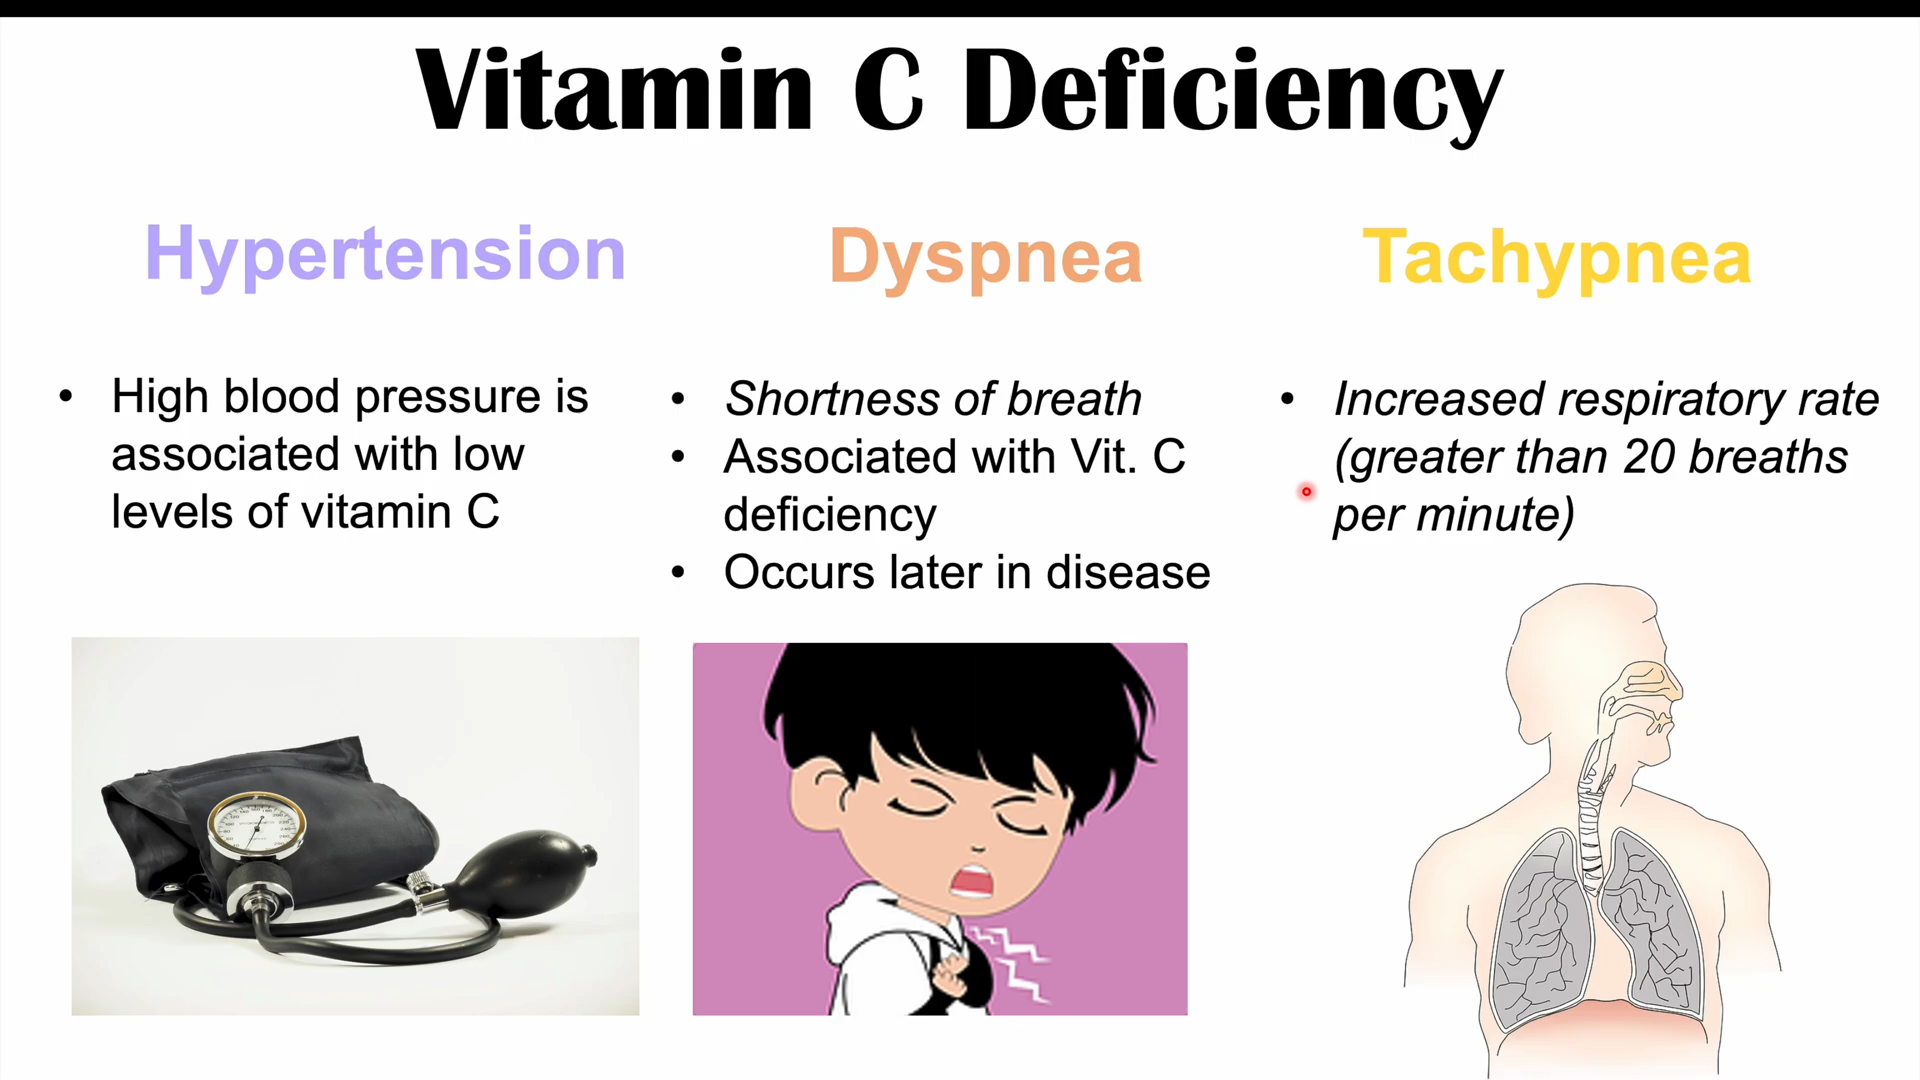 Vitamin C Deficiency
Hypertension
• High blood pressure is
associated with low
levels of vitamin C
Dyspnea
• Shortness of breath
• Associated with Vit. C
deficiency
• Occurs later in disease
Tachypnea
• Increased respiratory rate
(greater than 20 breaths
per minute)